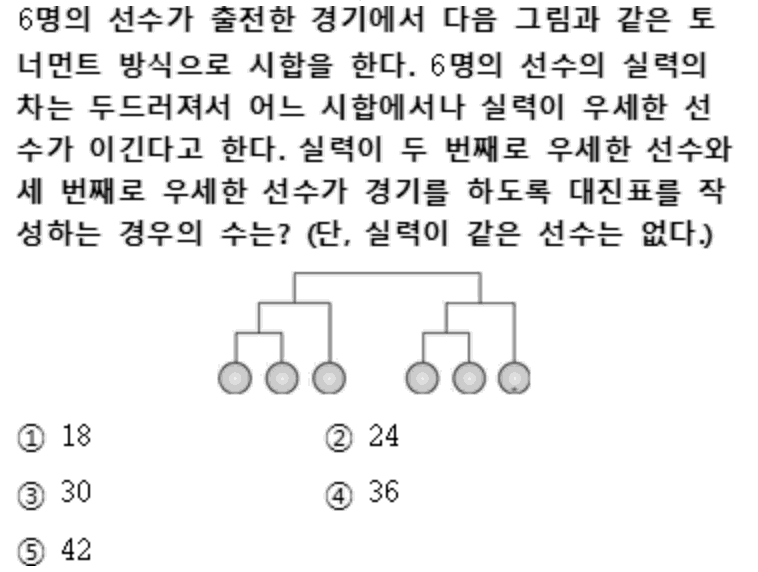 6명의 선수가 출전한 경기에서 다음 그림과 같은 토
너먼트 방식으로 시합을 한다. 6명의 선수의 실력의
차는 두드러져서 어느 시합에서나 실력이 우세한 선
수가 이긴다고 한다. 실력이 두 번째로 우세한 선수와
세 번째로 우세한 선수가 경기를 하도록 대진표를 작
성하는 경우의 수는? (단, 실력이 같은 선수는 없다.)
① 18 ② 24
③ 30 ④ 36
⑤ 42